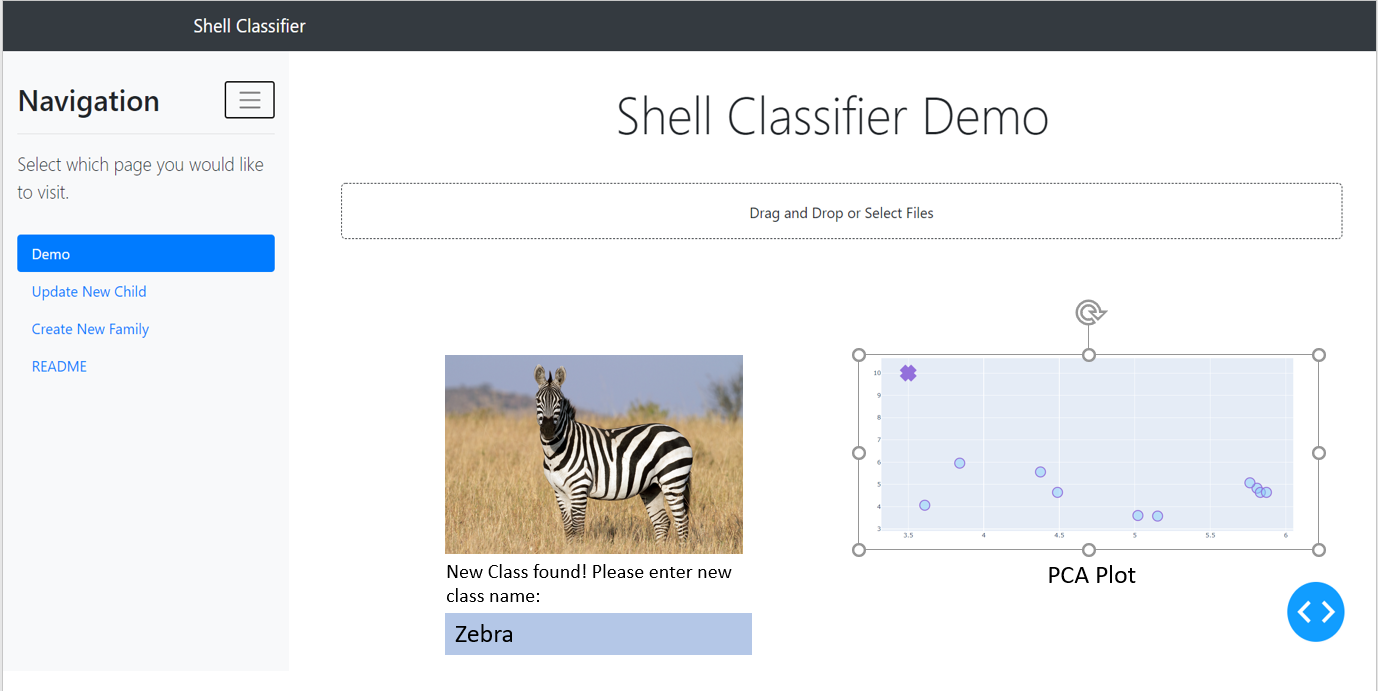 Shell Classifier
Navigation
Select which page you would like
to visit.
Demo
Update New Child
Create New Family
README
Shell Classifier Demo
Drag and Drop or Select Files
New Class found! Please enter new
class name:
Zebra
10
9
8
7
6
5
4
3
3.5 4 4.5 5 5.5 6
PCA Plot